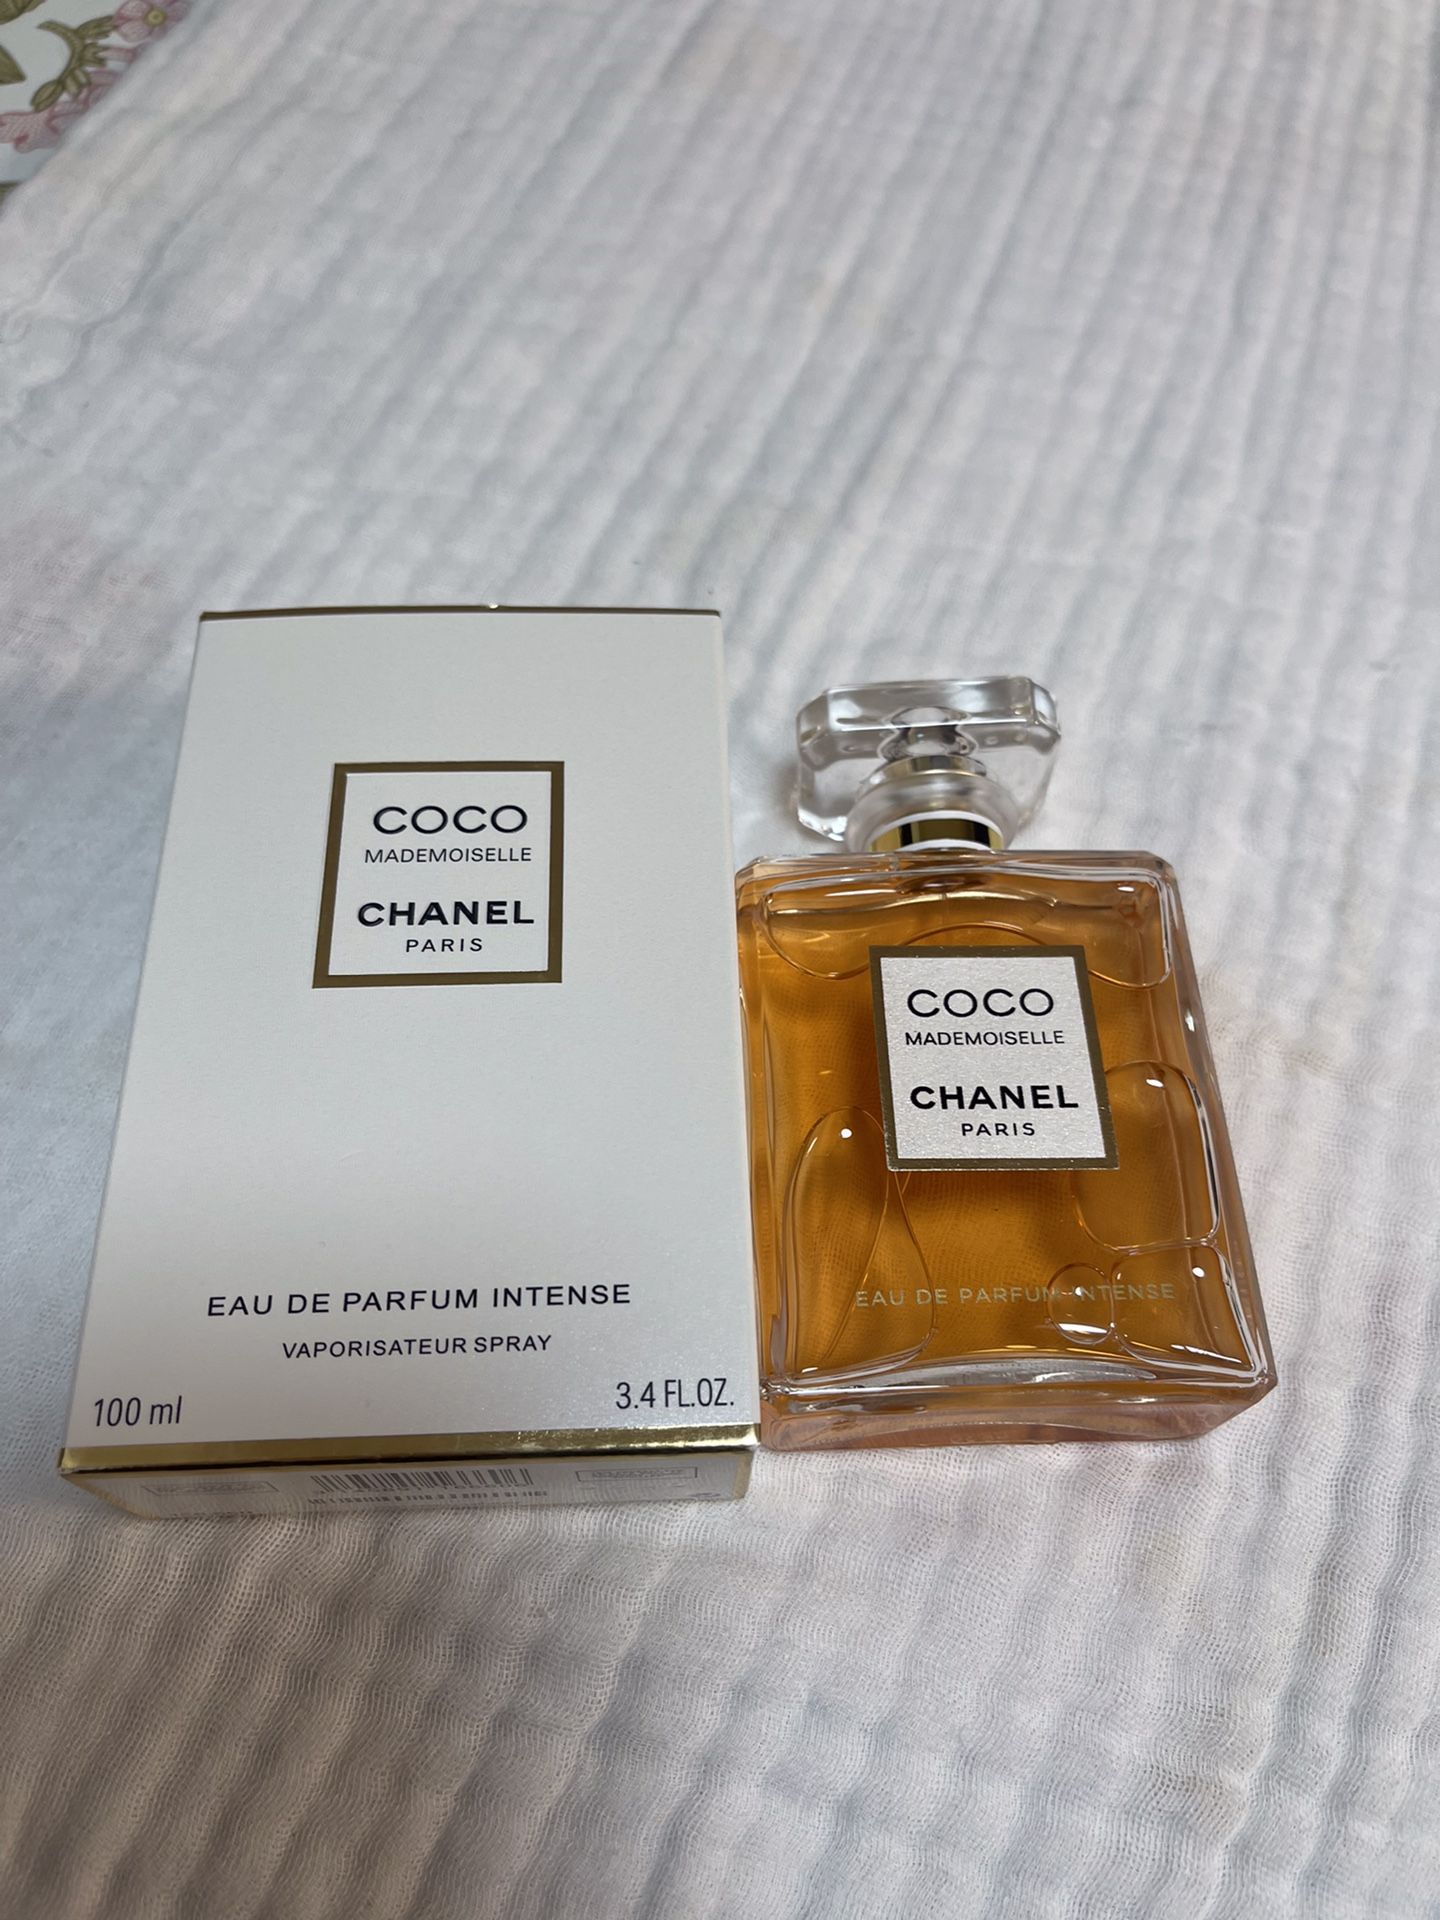 COCO
MADEMOISELLE
CHANEL
PARIS
EAU DE PARFUM INTENSE
VAPORISATEUR SPRAY
100 ml
3.4 FL.OZ.
COCO
MADEMOISELLE
CHANEL
PARIS
EAU DE PARFUM INTENSE